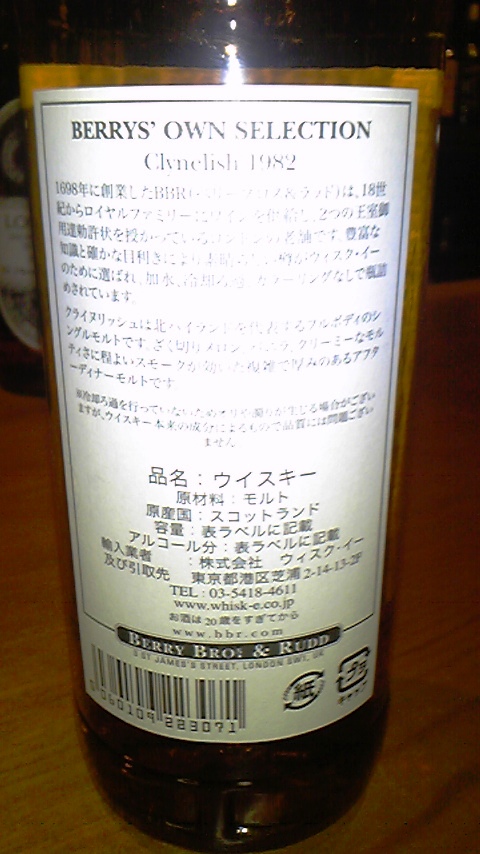 BERRYS' OWN SELECTION
Clynelish 1982
1698年に創業したBBR(ベリー・ブロス&ラッド)は、18世
紀からロイヤルファミリーにワインを供給し、2つの王室御
用達勅許状を授かっているロンドンの老舗です。豊富な
知識と確かな目利きにより素晴らしい樽がウィスク・イー
のために選ばれ、加水、冷却ろ過、カラーリングなしで瓶詰
めされています。
クライヌリッシュは北ハイランドを代表するフルボディのシ
ングルモルトです。ざく切りメロン、バニラ、クリーミーなモル
ティさに程よいスモークが効いた複雑で厚みのあるアフタ
ーディナーモルトです
※冷却ろ過を行っていないためオリや濁りが生じる場合がござい
ますが、ウイスキー本来の成分によるもので品質には問題ござい
ません
品名:ウイスキー
原材料:モルト
原産国:スコットランド
容量:表ラベルに記載
アルコール分:表ラベルに記載
輸入業者 :株式会社 ウィスク・イー
及び引取先 東京都港区芝浦2-14-13-2F
TEL:03-5418-4611
www.whisk-e.co.jp
お酒は20歳をすぎてから
www.bbr.com
BERRY BROS & RUDD
3 ST JAMES'S STREET, LONDON SW1, UK
紙
キャップ
0 060109 283071